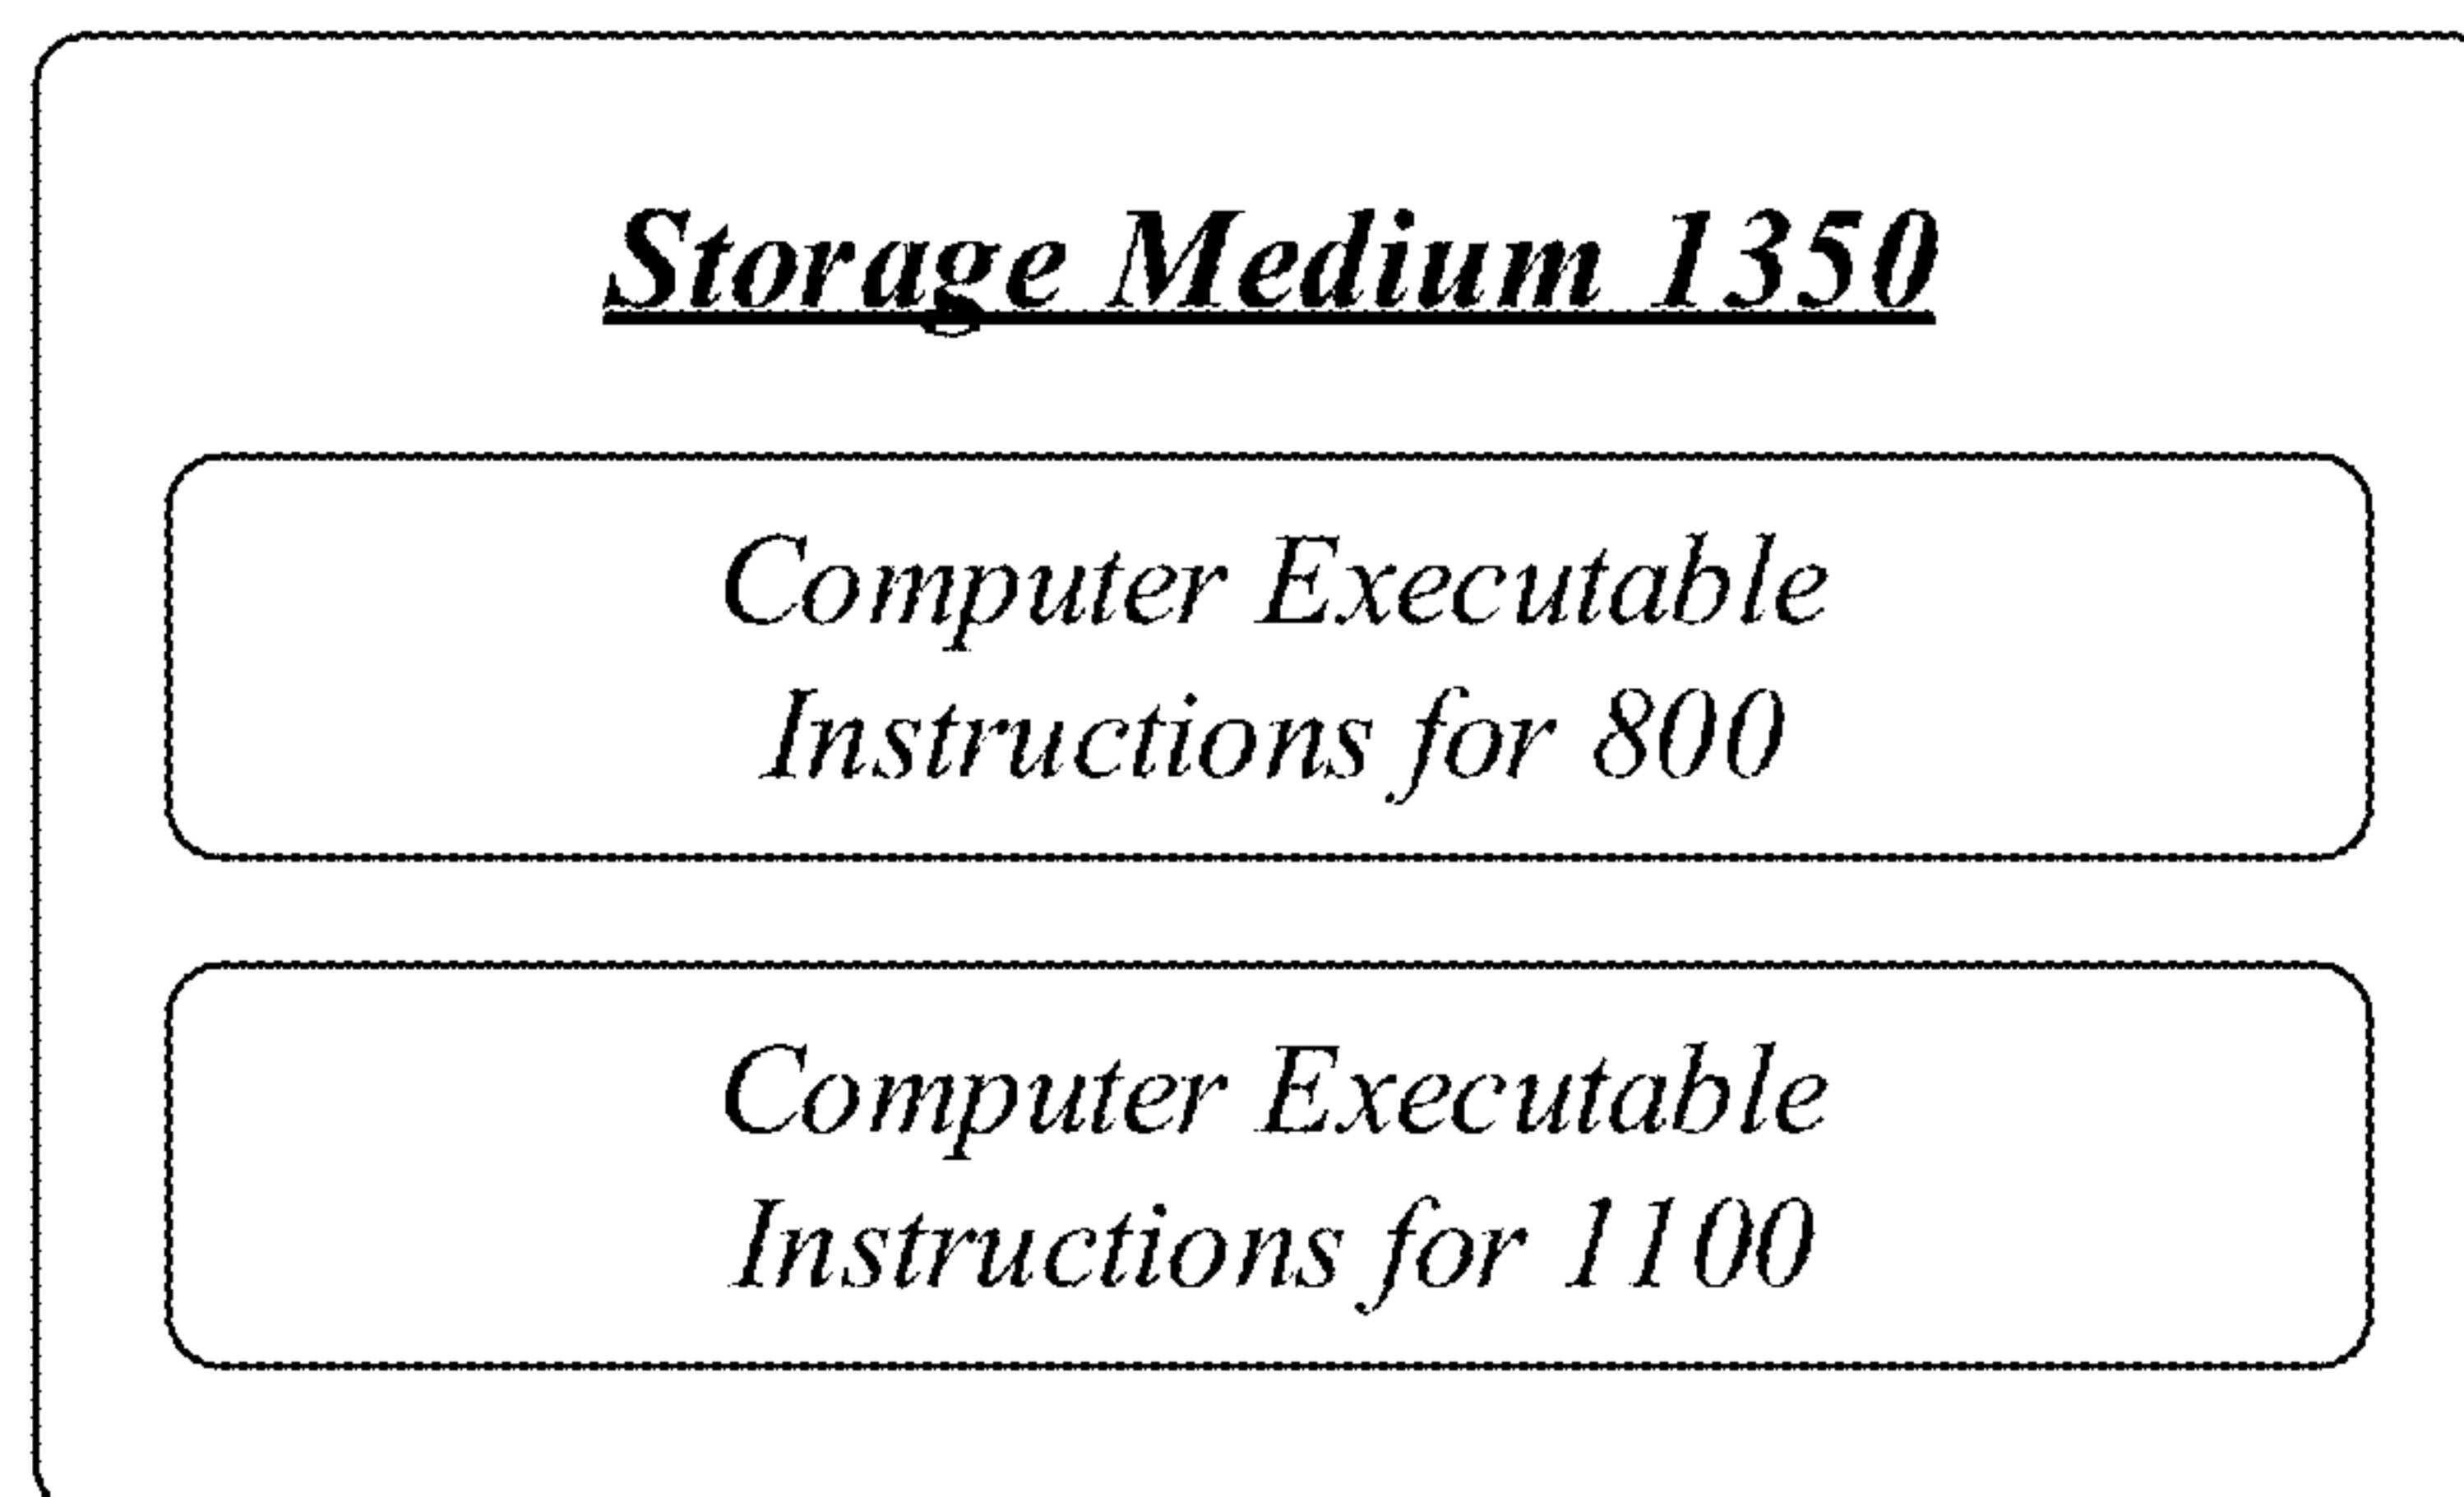 Storage Medium 1350
Computer Executable
Instructions for 800
Computer Executable
Instructions for 1100